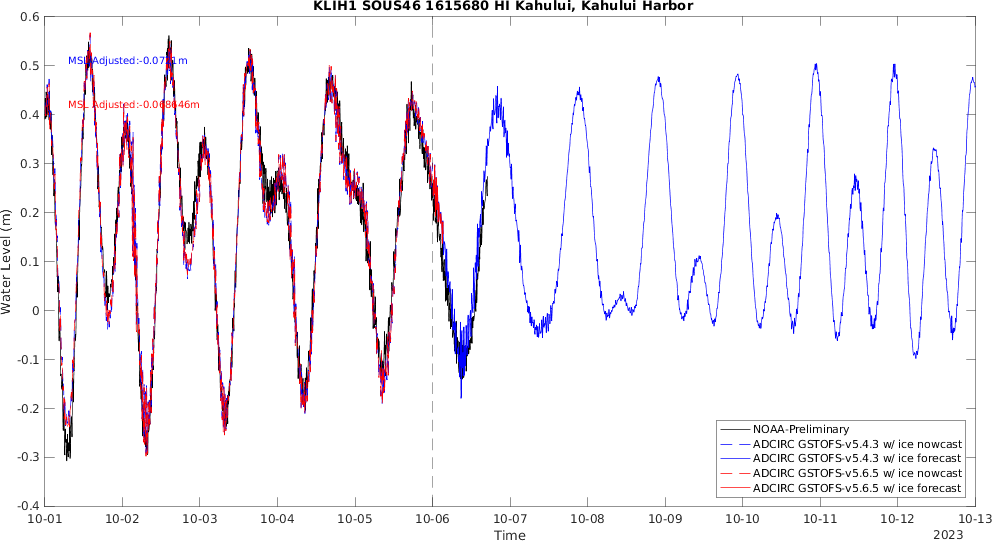 KLIH1 SOUS46 1615680 HI Kahului, Kahului Harbor
0.6
0.5
0.4
0.3
0.2
0.1
0
-0.1
-0.2
-0.3
-0.4
Water Level (m)
MSL Adjusted:
MSL Adjusted:-0.068646m
NOAA-Preliminary
ADCIRC GSTOFS-v5.4.3 w/ ice nowcast
ADCIRC GSTOFS-v5.4.3 w/ ice forecast
ADCIRC GSTOFS-v5.6.5 w/ ice nowcast
ADCIRC GSTOFS-v5.6.5 w/ ice forecast
10-01 10-02 10-03 10-04 10-05 10-06 10-07 10-08 10-09 10-10 10-11 10-12 10-13
Time
2023